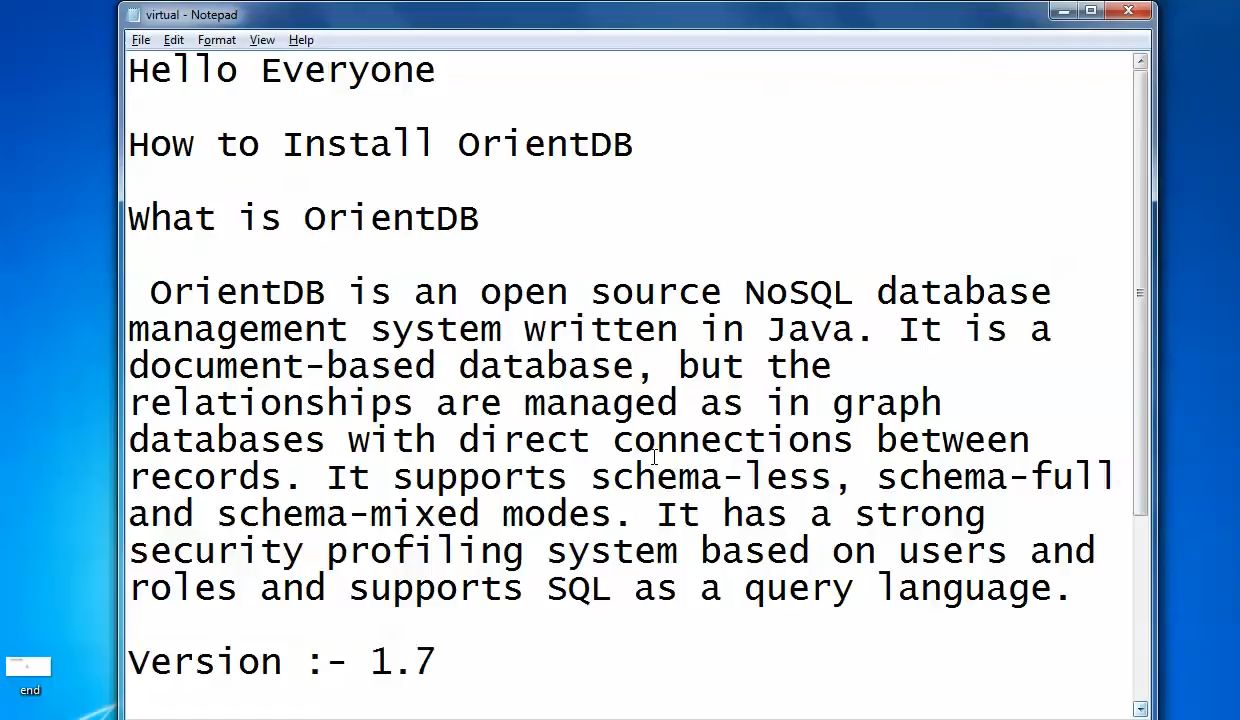 virtual - Notepad
File Edit Format View Help
Hello Everyone
How to Install OrientDB
What is OrientDB
OrientDB is an open source NoSQL database
management system written in Java. It is a
document-based database, but the
relationships are managed as in graph
databases with direct connections between
records. It supports schema-less, schema-full
and schema-mixed modes. It has a strong
security profiling system based on users and
roles and supports SQL as a query language.
Version :- 1.7
end